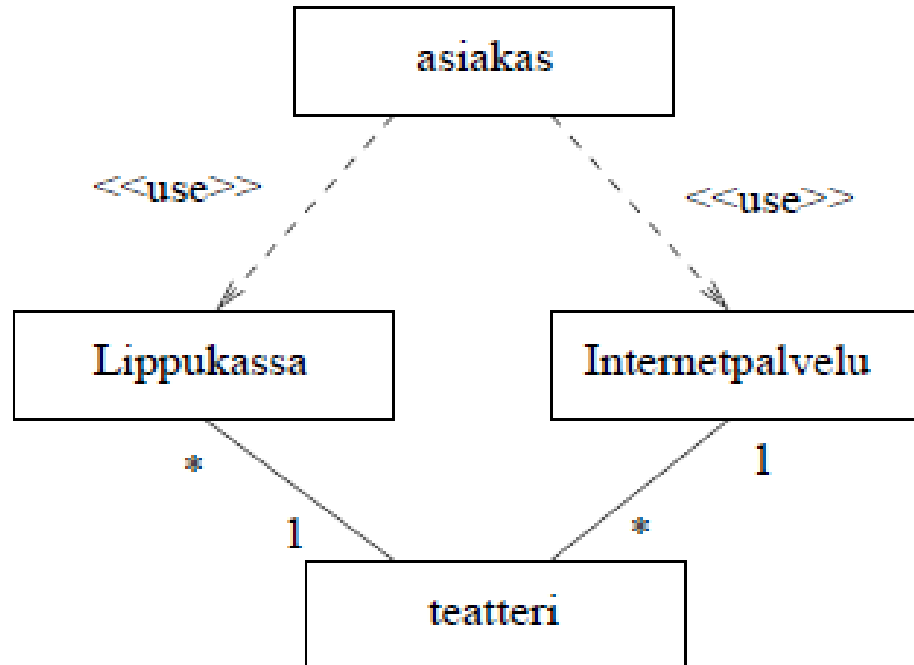 asiakas
<<use>>
<<use>>
Lippukassa
Internetpalvelu
*
1
1
*
teatteri